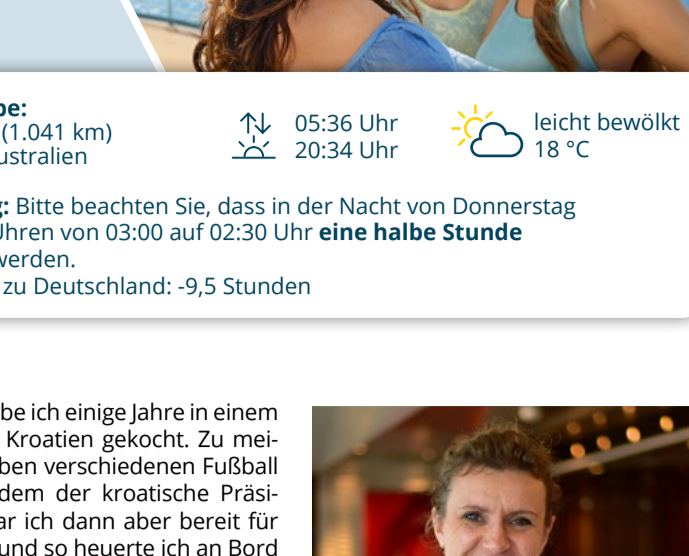 be:
(1.041 km)
ustralien
05:36 Uhr
20:34 Uhr
leicht bewölkt
18 °C
g: Bitte beachten Sie, dass in der Nacht von Donnerstag
Uhren von 03:00 auf 02:30 Uhr eine halbe Stunde
werden.
zu Deutschland: -9,5 Stunden
be ich einige Jahre in einem
Kroatien gekocht. Zu mei-
ben verschiedenen Fußball
dem der kroatische Präsi-
ar ich dann aber bereit für
und so heuerte ich an Bord